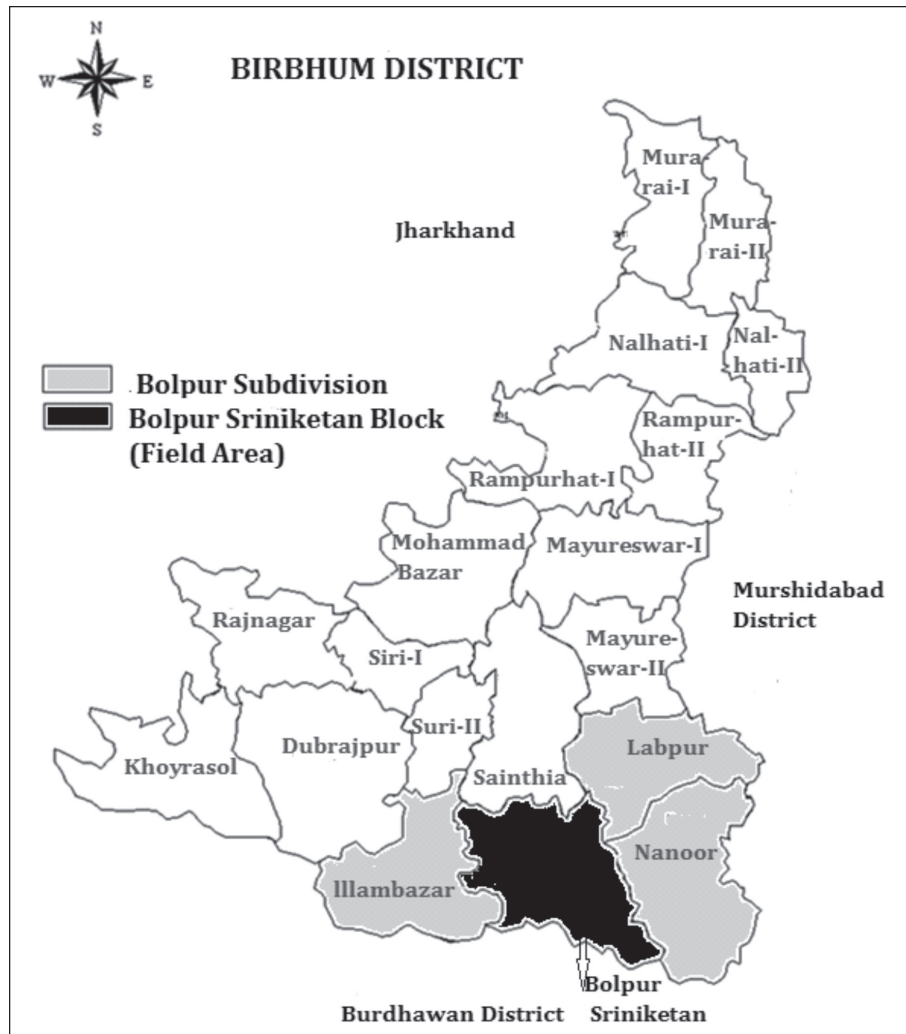 N
W E
S
BIRBHUM DISTRICT
Mura-
rai-I
Jharkhand
Mura-
rai-II
Nalhati-I
Nal-
hati-II
Bolpur Subdivision
Bolpur Sriniketan Block
(Field Area)
Rampur-
hat-II
Rampurhat-I
Mohammad
Bazar
Mayureswar-I
Murshidabad
District
Rajnagar
Siri-I
Mayure-
swar-II
Suri-II
Dubrajpur
Khoyrasol
Labpur
Sainthia
Nanoor
lllambazar
Bolpur
Sriniketan
Burdhawan District